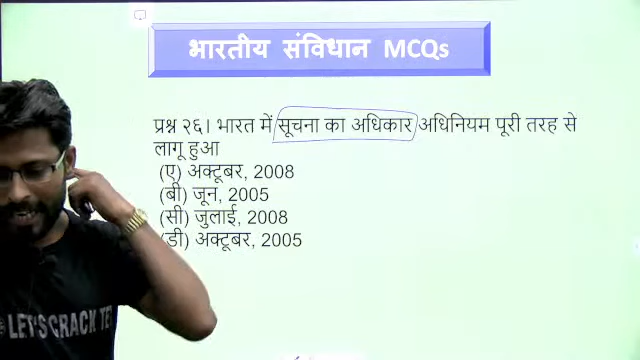 भारतीय संविधान MCQs
प्रश्न २६। भारत में सूचना का अधिकार अधिनियम पूरी तरह से
लागू हुआ
(ए) अक्टूबर, 2008
(बी) जून, 2005
(सी) जुलाई, 2008
(डी) अक्टूबर, 2005
LET'S CRACK